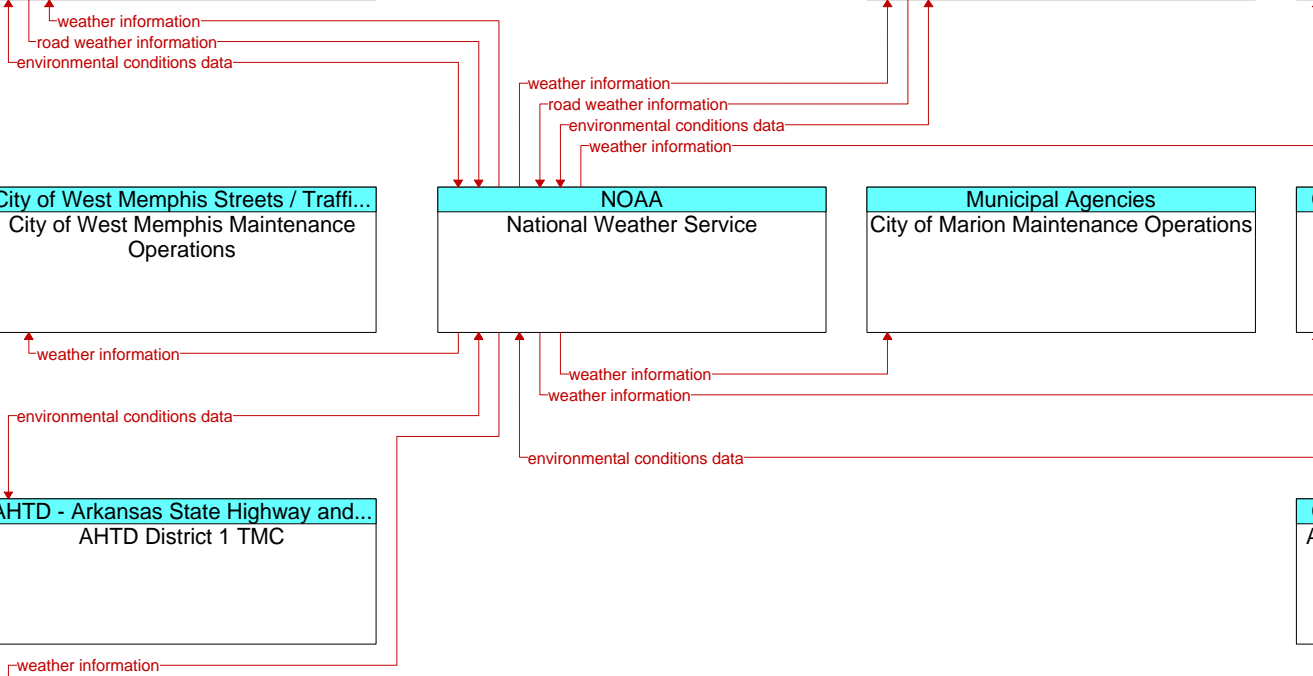 weather information
road weather information
environmental conditions data
weather information
road weather information
environmental conditions data
weather information
City of West Memphis Streets / Traffi...
City of West Memphis Maintenance
Operations
NOAA
National Weather Service
Municipal Agencies
City of Marion Maintenance Operations
weather information
weather information
weather information
environmental conditions data
environmental conditions data
AHTD - Arkansas State Highway and...
AHTD District 1 TMC
weather information